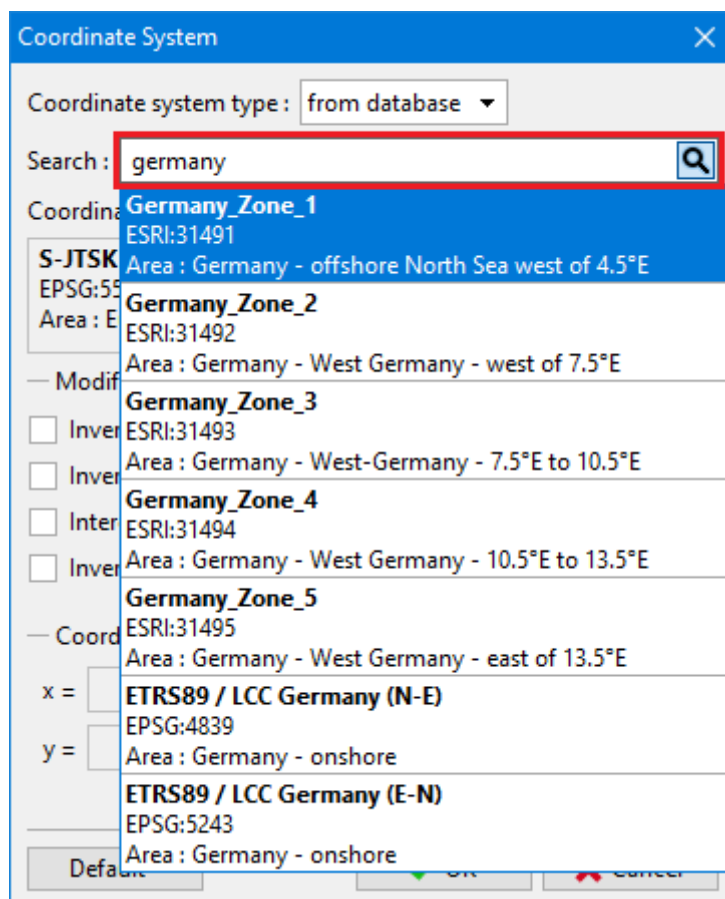 Coordinate System
Coordinate system type : from database
Search : germany
Germany_Zone_1
ESRI:31491
Area : Germany - offshore North Sea west of 4.5°E
S-JTSK
Germany_Zone_2
ESRI:31492
Area : E
Area : Germany - West Germany - west of 7.5°E
Germany_Zone_3
ESRI:31493
Area : Germany - West-Germany - 7.5°E to 10.5°E
Germany_Zone_4
ESRI:31494
Area : Germany - West Germany - 10.5°E to 13.5°E
Germany_Zone_5
ESRI:31495
Area : Germany - West Germany - east of 13.5°E
x =
ETRS89 / LCC Germany (N-E)
EPSG:4839
y =
Area : Germany - onshore
ETRS89 / LCC Germany (E-N)
EPSG:5243
Area : Germany - onshore